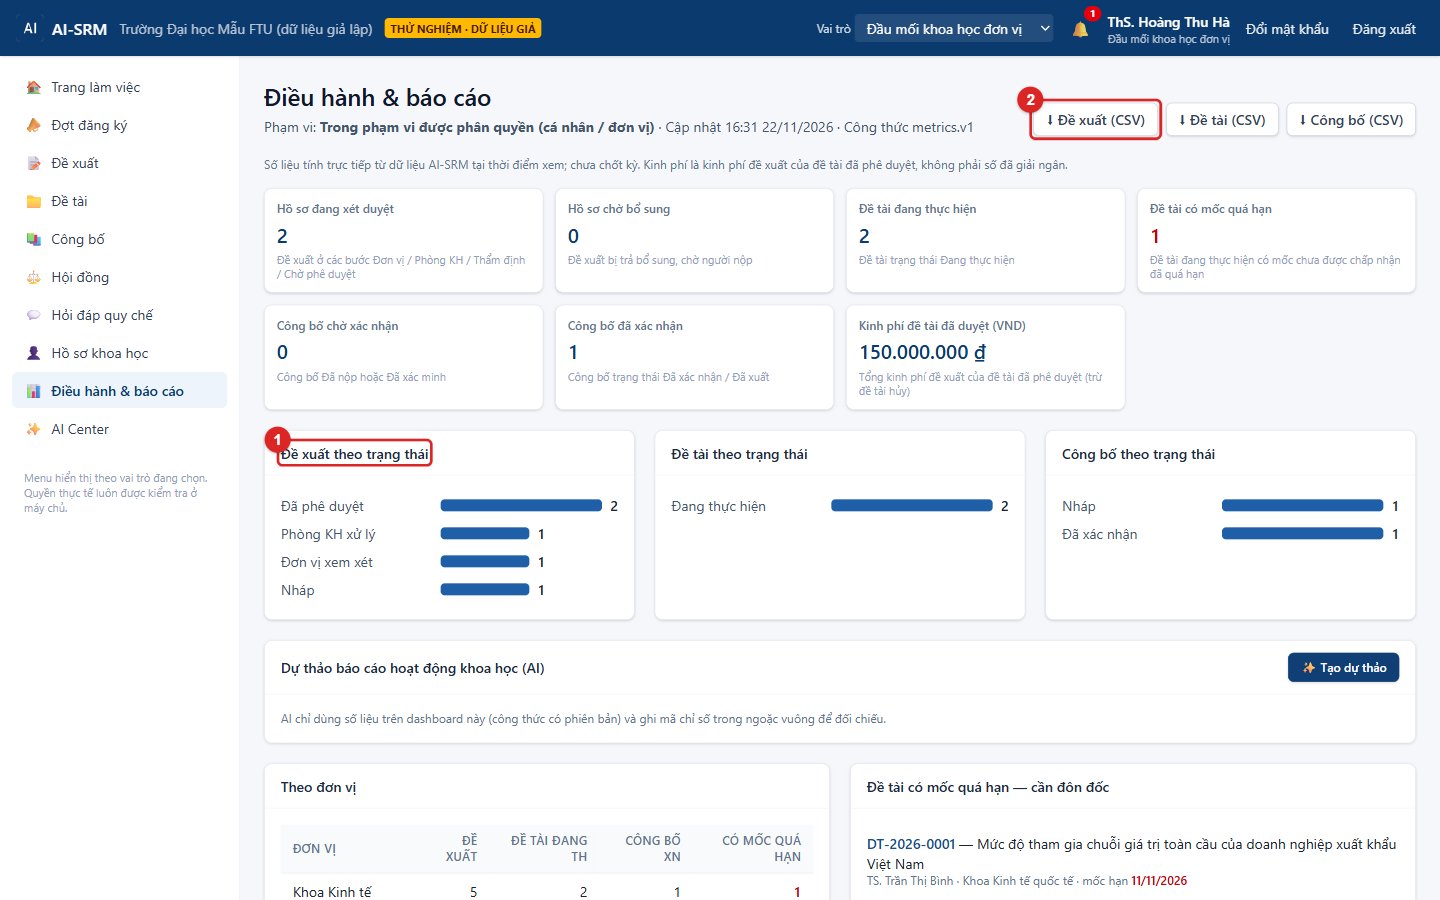 AI AI-SRM Trường Đại học Mẫu FTU (dữ liệu giả lập) THỬ NGHIỆM · DỮ LIỆU GIẢ Vai trò Đầu mối khoa học đơn vị 1 ThS. Hoàng Thu Hà Đổi mật khẩu Đăng xuất
Đầu mối khoa học đơn vị
Trang làm việc
Đợt đăng ký
Đề xuất
Đề tài
Công bố
Hội đồng
Hỏi đáp quy chế
Hồ sơ khoa học
Điều hành & báo cáo
AI Center
Menu hiển thị theo vai trò đang chọn.
Quyền thực tế luôn được kiểm tra ở
máy chủ.
Điều hành & báo cáo
Phạm vi: Trong phạm vi được phân quyền (cá nhân / đơn vị) · Cập nhật 16:31 22/11/2026 · Công thức metrics.v1
2
⭳ Đề xuất (CSV) ⭳ Đề tài (CSV) ⭳ Công bố (CSV)
Số liệu tính trực tiếp từ dữ liệu AI-SRM tại thời điểm xem; chưa chốt kỳ. Kinh phí là kinh phí đề xuất của đề tài đã phê duyệt, không phải số đã giải ngân.
Hồ sơ đang xét duyệt
2
Đề xuất ở các bước Đơn vị / Phòng KH / Thẩm định
/ Chờ phê duyệt
Hồ sơ chờ bổ sung
0
Đề xuất bị trả bổ sung, chờ người nộp
Đề tài đang thực hiện
2
Đề tài trạng thái Đang thực hiện
Đề tài có mốc quá hạn
1
Đề tài đang thực hiện có mốc chưa được chấp nhận
đã quá hạn
Công bố chờ xác nhận
0
Công bố Đã nộp hoặc Đã xác minh
Công bố đã xác nhận
1
Công bố trạng thái Đã xác nhận / Đã xuất
Kinh phí đề tài đã duyệt (VND)
150.000.000 ₫
Tổng kinh phí đề xuất của đề tài đã phê duyệt (trừ
đề tài hủy)
1
Đề xuất theo trạng thái
Đã phê duyệt 2
Phòng KH xử lý 1
Đơn vị xem xét 1
Nháp 1
Đề tài theo trạng thái
Đang thực hiện 2
Công bố theo trạng thái
Nháp 1
Đã xác nhận 1
Dự thảo báo cáo hoạt động khoa học (AI)
✨ Tạo dự thảo
AI chỉ dùng số liệu trên dashboard này (công thức có phiên bản) và ghi mã chỉ số trong ngoặc vuông để đối chiếu.
Theo đơn vị
ĐƠN VỊ ĐỀ XUẤT ĐỀ TÀI ĐANG TH CÔNG BỐ XN CÓ MỐC QUÁ HẠN
Khoa Kinh tế 5 2 1 1
Đề tài có mốc quá hạn — cần đôn đốc
DT-2026-0001 — Mức độ tham gia chuỗi giá trị toàn cầu của doanh nghiệp xuất khẩu
Việt Nam
TS. Trần Thị Bình · Khoa Kinh tế quốc tế · mốc hạn 11/11/2026